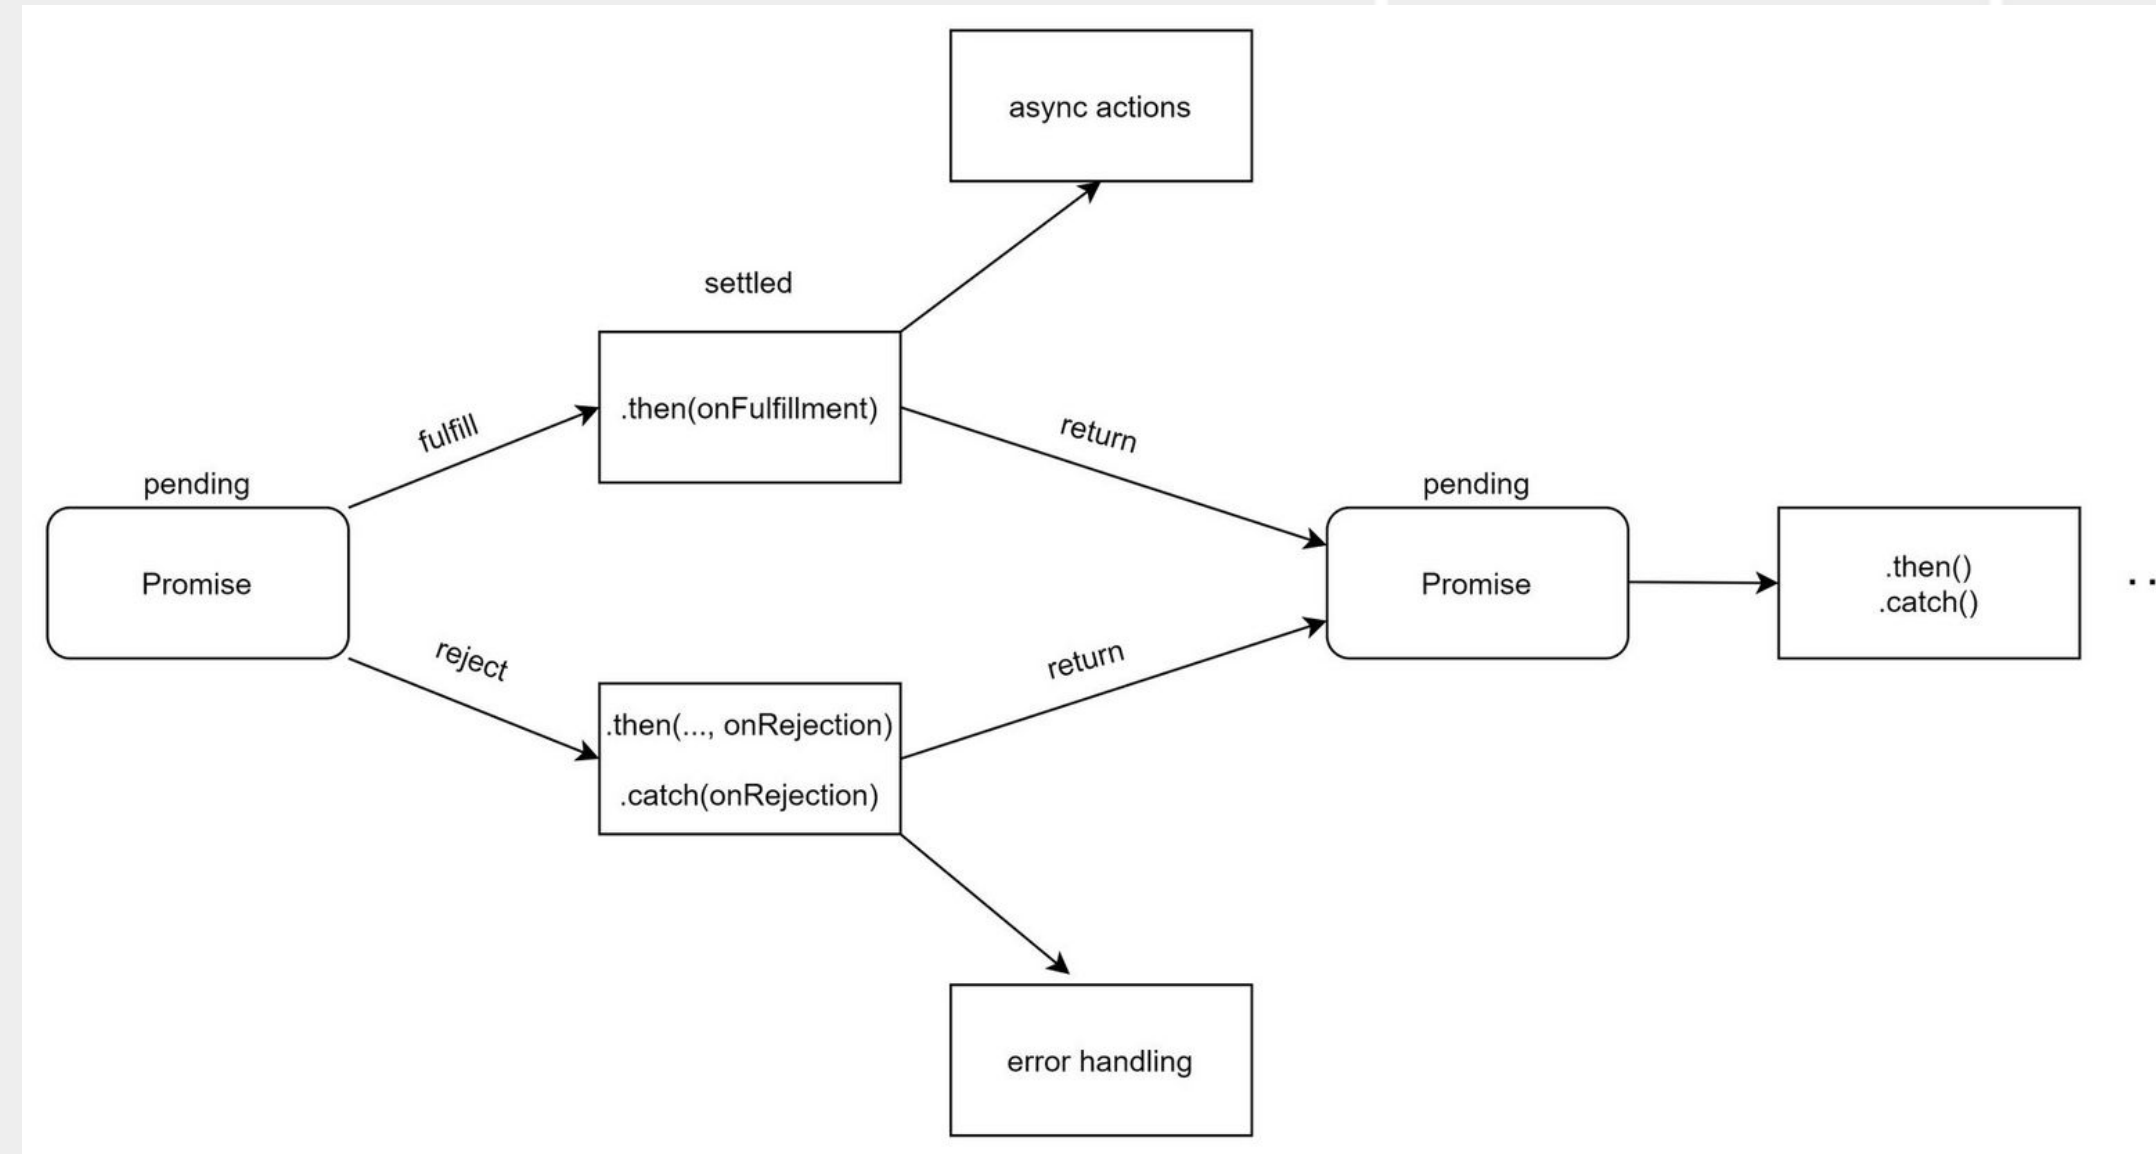 async actions
settled
.then(onFulfillment)
fulfill
return
pending
Promise
pending
Promise
.then()
.catch()
..
reject
return
.then(..., onRejection)
.catch(onRejection)
error handling